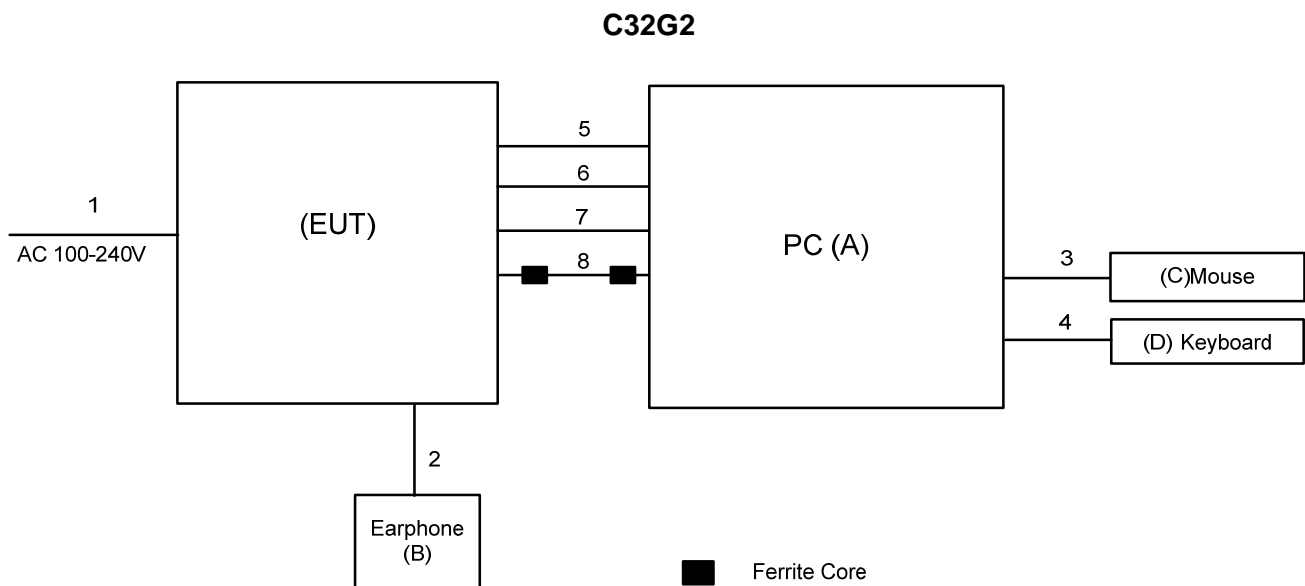 C32G2
5
6
7
8
1
AC 100-240V
(EUT)
PC (A)
3
(C)Mouse
4
(D) Keyboard
2
Earphone
(B)
Ferrite Core